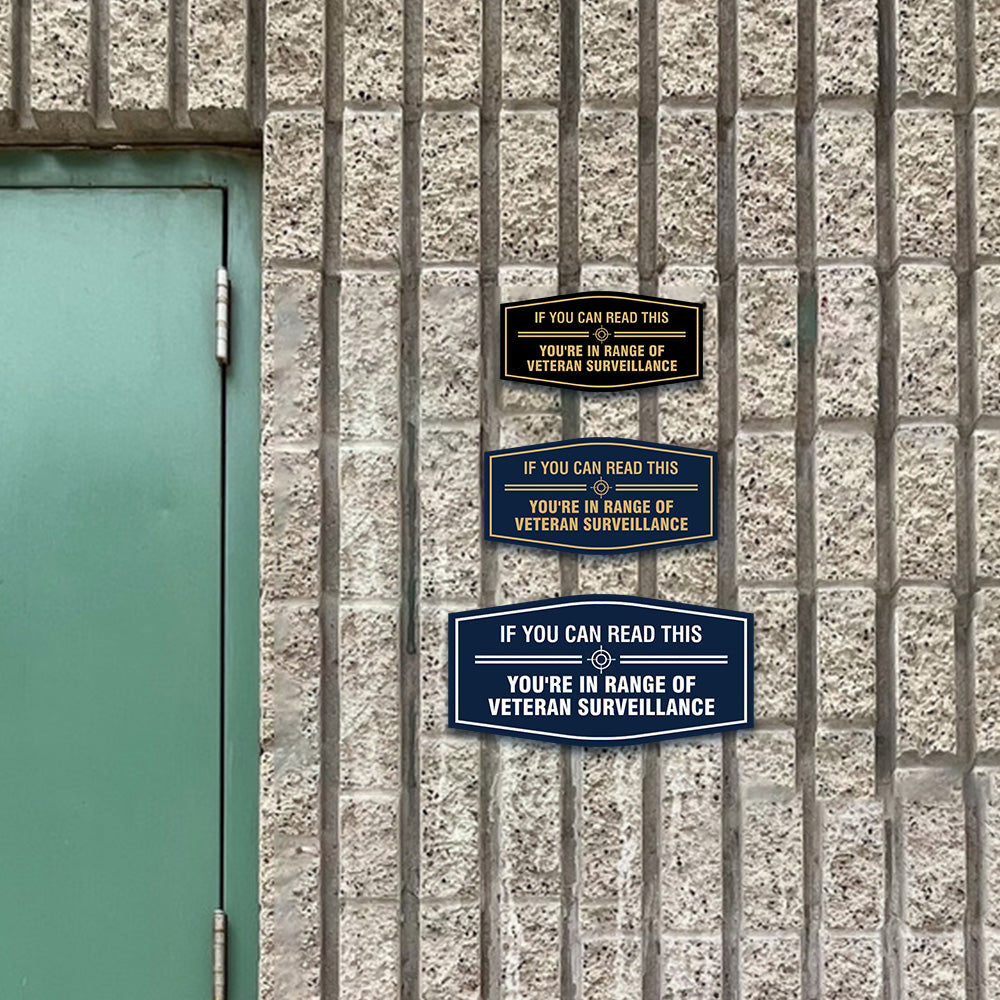 IF YOU CAN READ THIS
YOU'RE IN RANGE OF
VETERAN SURVEILLANCE
IF YOU CAN READ THIS
YOU'RE IN RANGE OF
VETERAN SURVEILLANCE
IF YOU CAN READ THIS
YOU'RE IN RANGE OF
VETERAN SURVEILLANCE